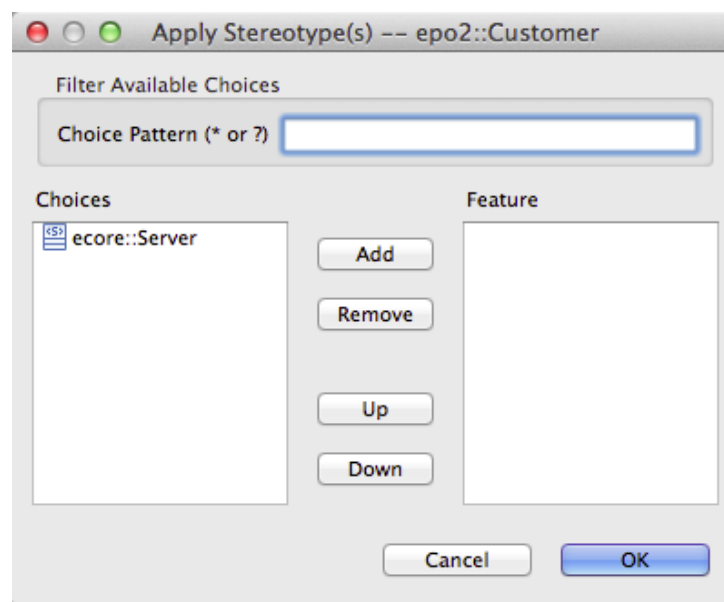 Apply Stereotype(s) -- epo2::Customer
Filter Available Choices
Choice Pattern (* or ?)
Choices
Feature
<S>
ecore::Server
Add
Remove
Up
Down
Cancel
OK